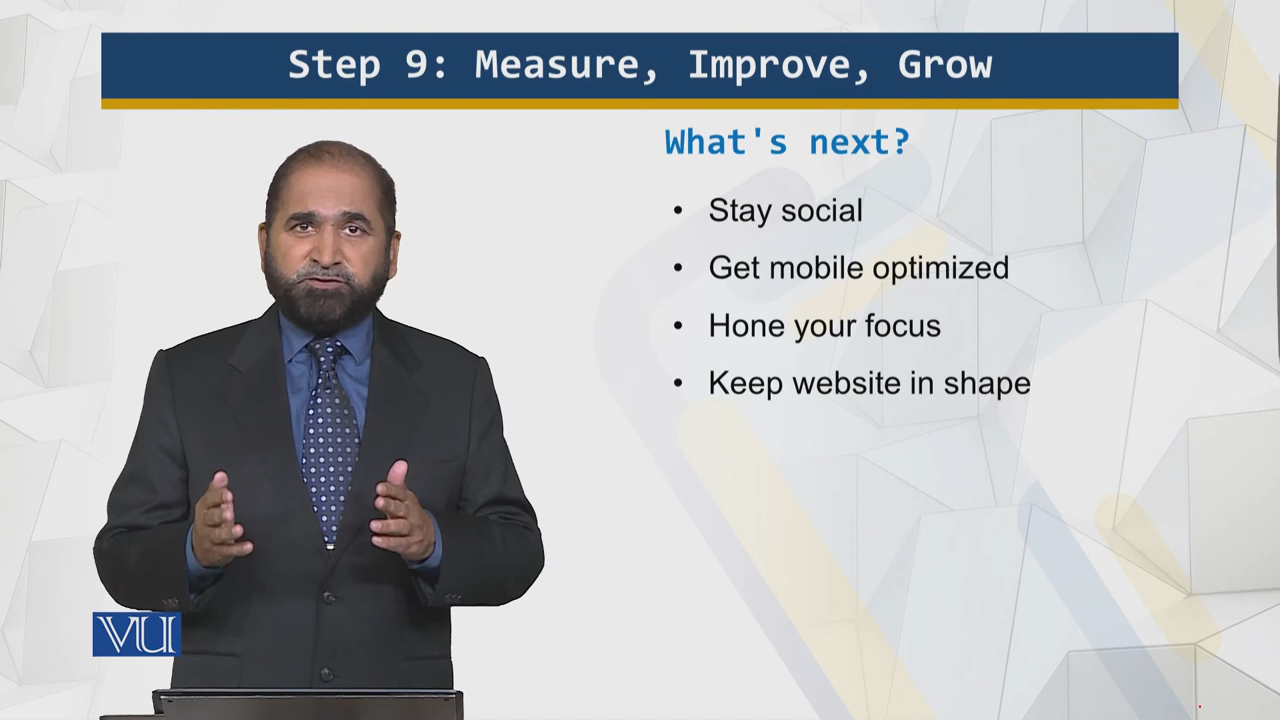 Step 9: Measure, Improve, Grow
What's next?
• Stay social
• Get mobile optimized
• Hone your focus
• Keep website in shape
VU